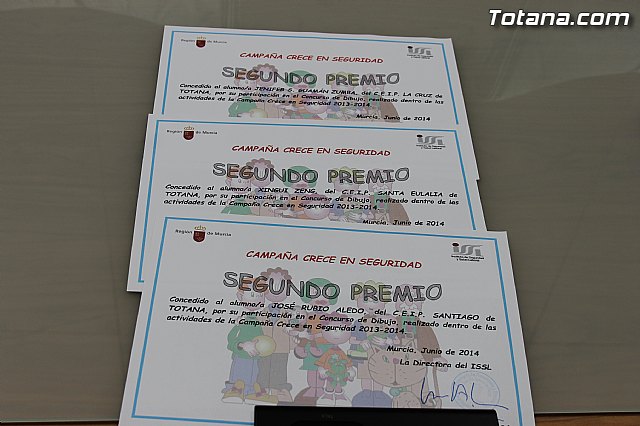 Totana.com
Región de Murcia
CAMPAÑA CRECE EN SEGURIDAD
SEGUNDO PREMIO
Concedido al alumno/a JENIFER G. GUAMAN ZUMBA, del C.E.I.P. LA CRUZ de
TOTANA, por su participación en el Concurso de Dibujo, realizado dentro de las
actividades de la Campaña Crece en Seguridad 2013-2014.
Murcia, Junio de 2014
Región de Murcia
CAMPAÑA CRECE EN SEGURIDAD
SEGUNDO PREMIO
Concedido al alumno/a XINGUI ZENG, del C.E.I.P. SANTA EULALIA de
TOTANA, por su participación en el Concurso de Dibujo, realizado dentro de las
actividades de la Campaña Crece en Seguridad 2013-2014.
Murcia, Junio de 2014
Región de Murcia
CAMPAÑA CRECE EN SEGURIDAD
SEGUNDO PREMIO
Concedido al alumno/a JOSÉ RUBIO ALEDO, del C.E.I.P. SANTIAGO de
TOTANA, por su participación en el Concurso de Dibujo, realizado dentro de las
actividades de la Campaña Crece en Seguridad 2013-2014.
Murcia, Junio de 2014
La Directora del ISSL